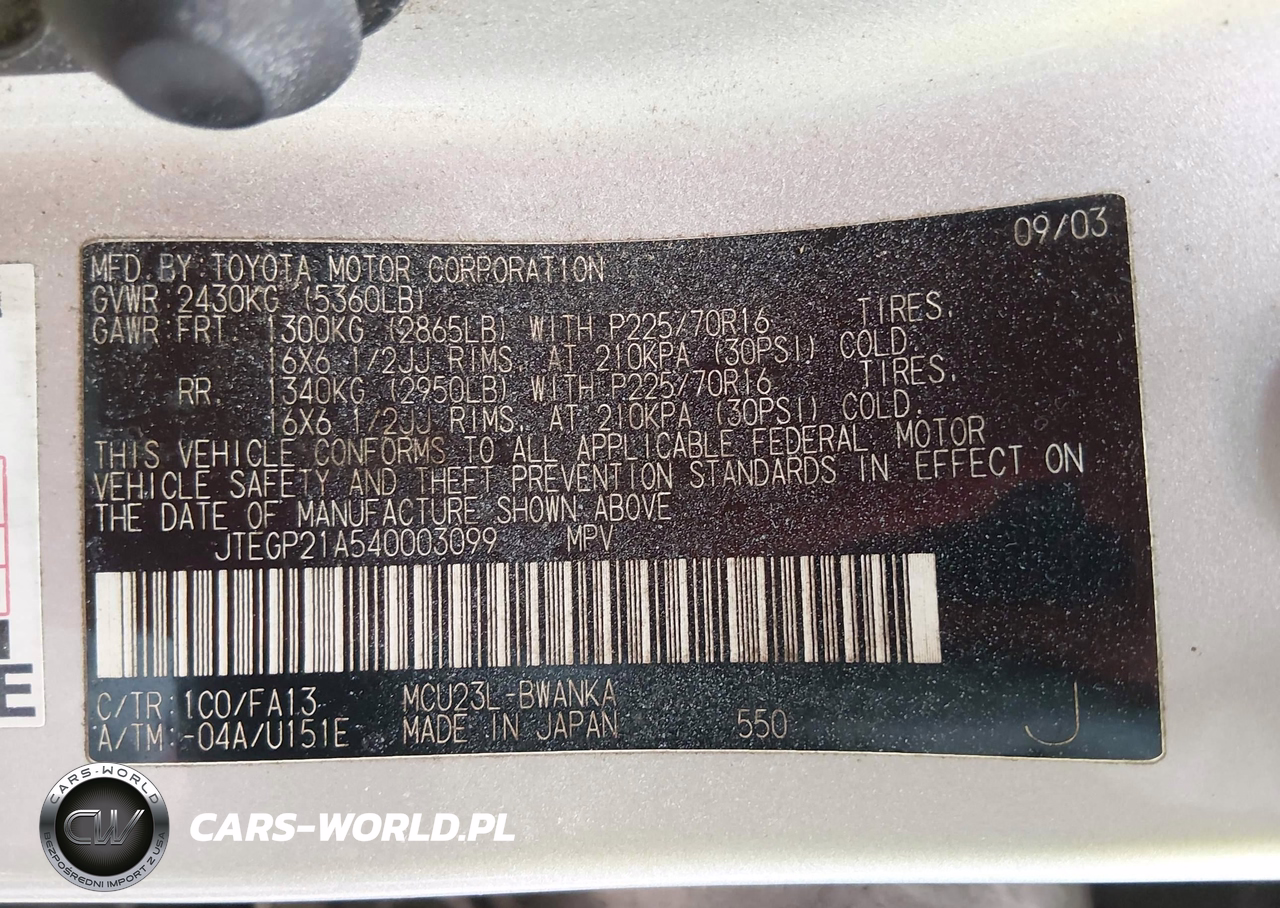 09/03
MFD. BY TOYOTA MOTOR CORPORATION
GVWR 2430KG (5360LB)
GAWR FRT. 1300KG (2865LB) WITH P225/70R16 TIRES,
16X6 1/2JJ RIMS, AT 210KPA (30PSI) COLD.
RR. 1340KG (2950LB) WITH P225/70R16 TIRES,
16X6 1/2JJ RIMS, AT 210KPA (30PSI) COLD.
THIS VEHICLE CONFORMS TO ALL APPLICABLE FEDERAL MOTOR
VEHICLE SAFETY AND THEFT PREVENTION STANDARDS IN EFFECT ON
THE DATE OF MANUFACTURE SHOWN ABOVE
JTEGP21A540003099 MPV
C/TR: 1C0/FA13 MCU23L-BWANKA
A/TM: -04A/U151E MADE IN JAPAN 550 J
E
CARS-WORLD
CW
BEZPOŚREDNI IMPORT Z USA
CARS-WORLD.PL